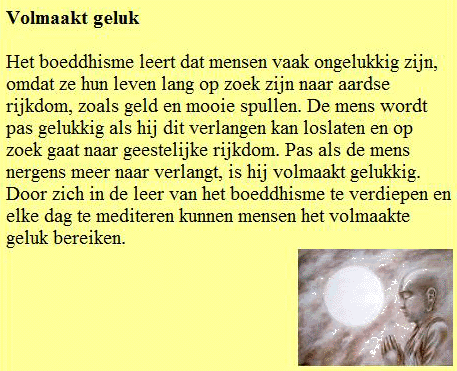 Volmaakt geluk
Het boeddhisme leert dat mensen vaak ongelukkig zijn,
omdat ze hun leven lang op zoek zijn naar aardse
rijkdom, zoals geld en mooie spullen. De mens wordt
pas gelukkig als hij dit verlangen kan loslaten en op
zoek gaat naar geestelijke rijkdom. Pas als de mens
nergens meer naar verlangt, is hij volmaakt gelukkig.
Door zich in de leer van het boeddhisme te verdiepen en
elke dag te mediteren kunnen mensen het volmaakte
geluk bereiken.